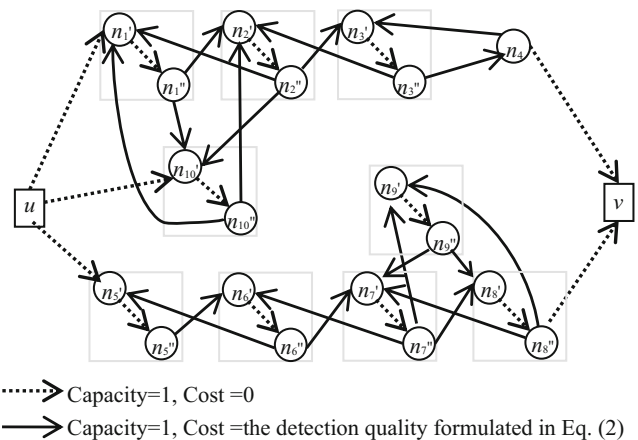 n1' n2' n3' n4
n1" n2" n3"
n10'
n9'
u n10" v
n9"
n5' n6' n7' n8'
n5" n6" n7" n8"
Capacity=1, Cost =0
Capacity=1, Cost =the detection quality formulated in Eq. (2)